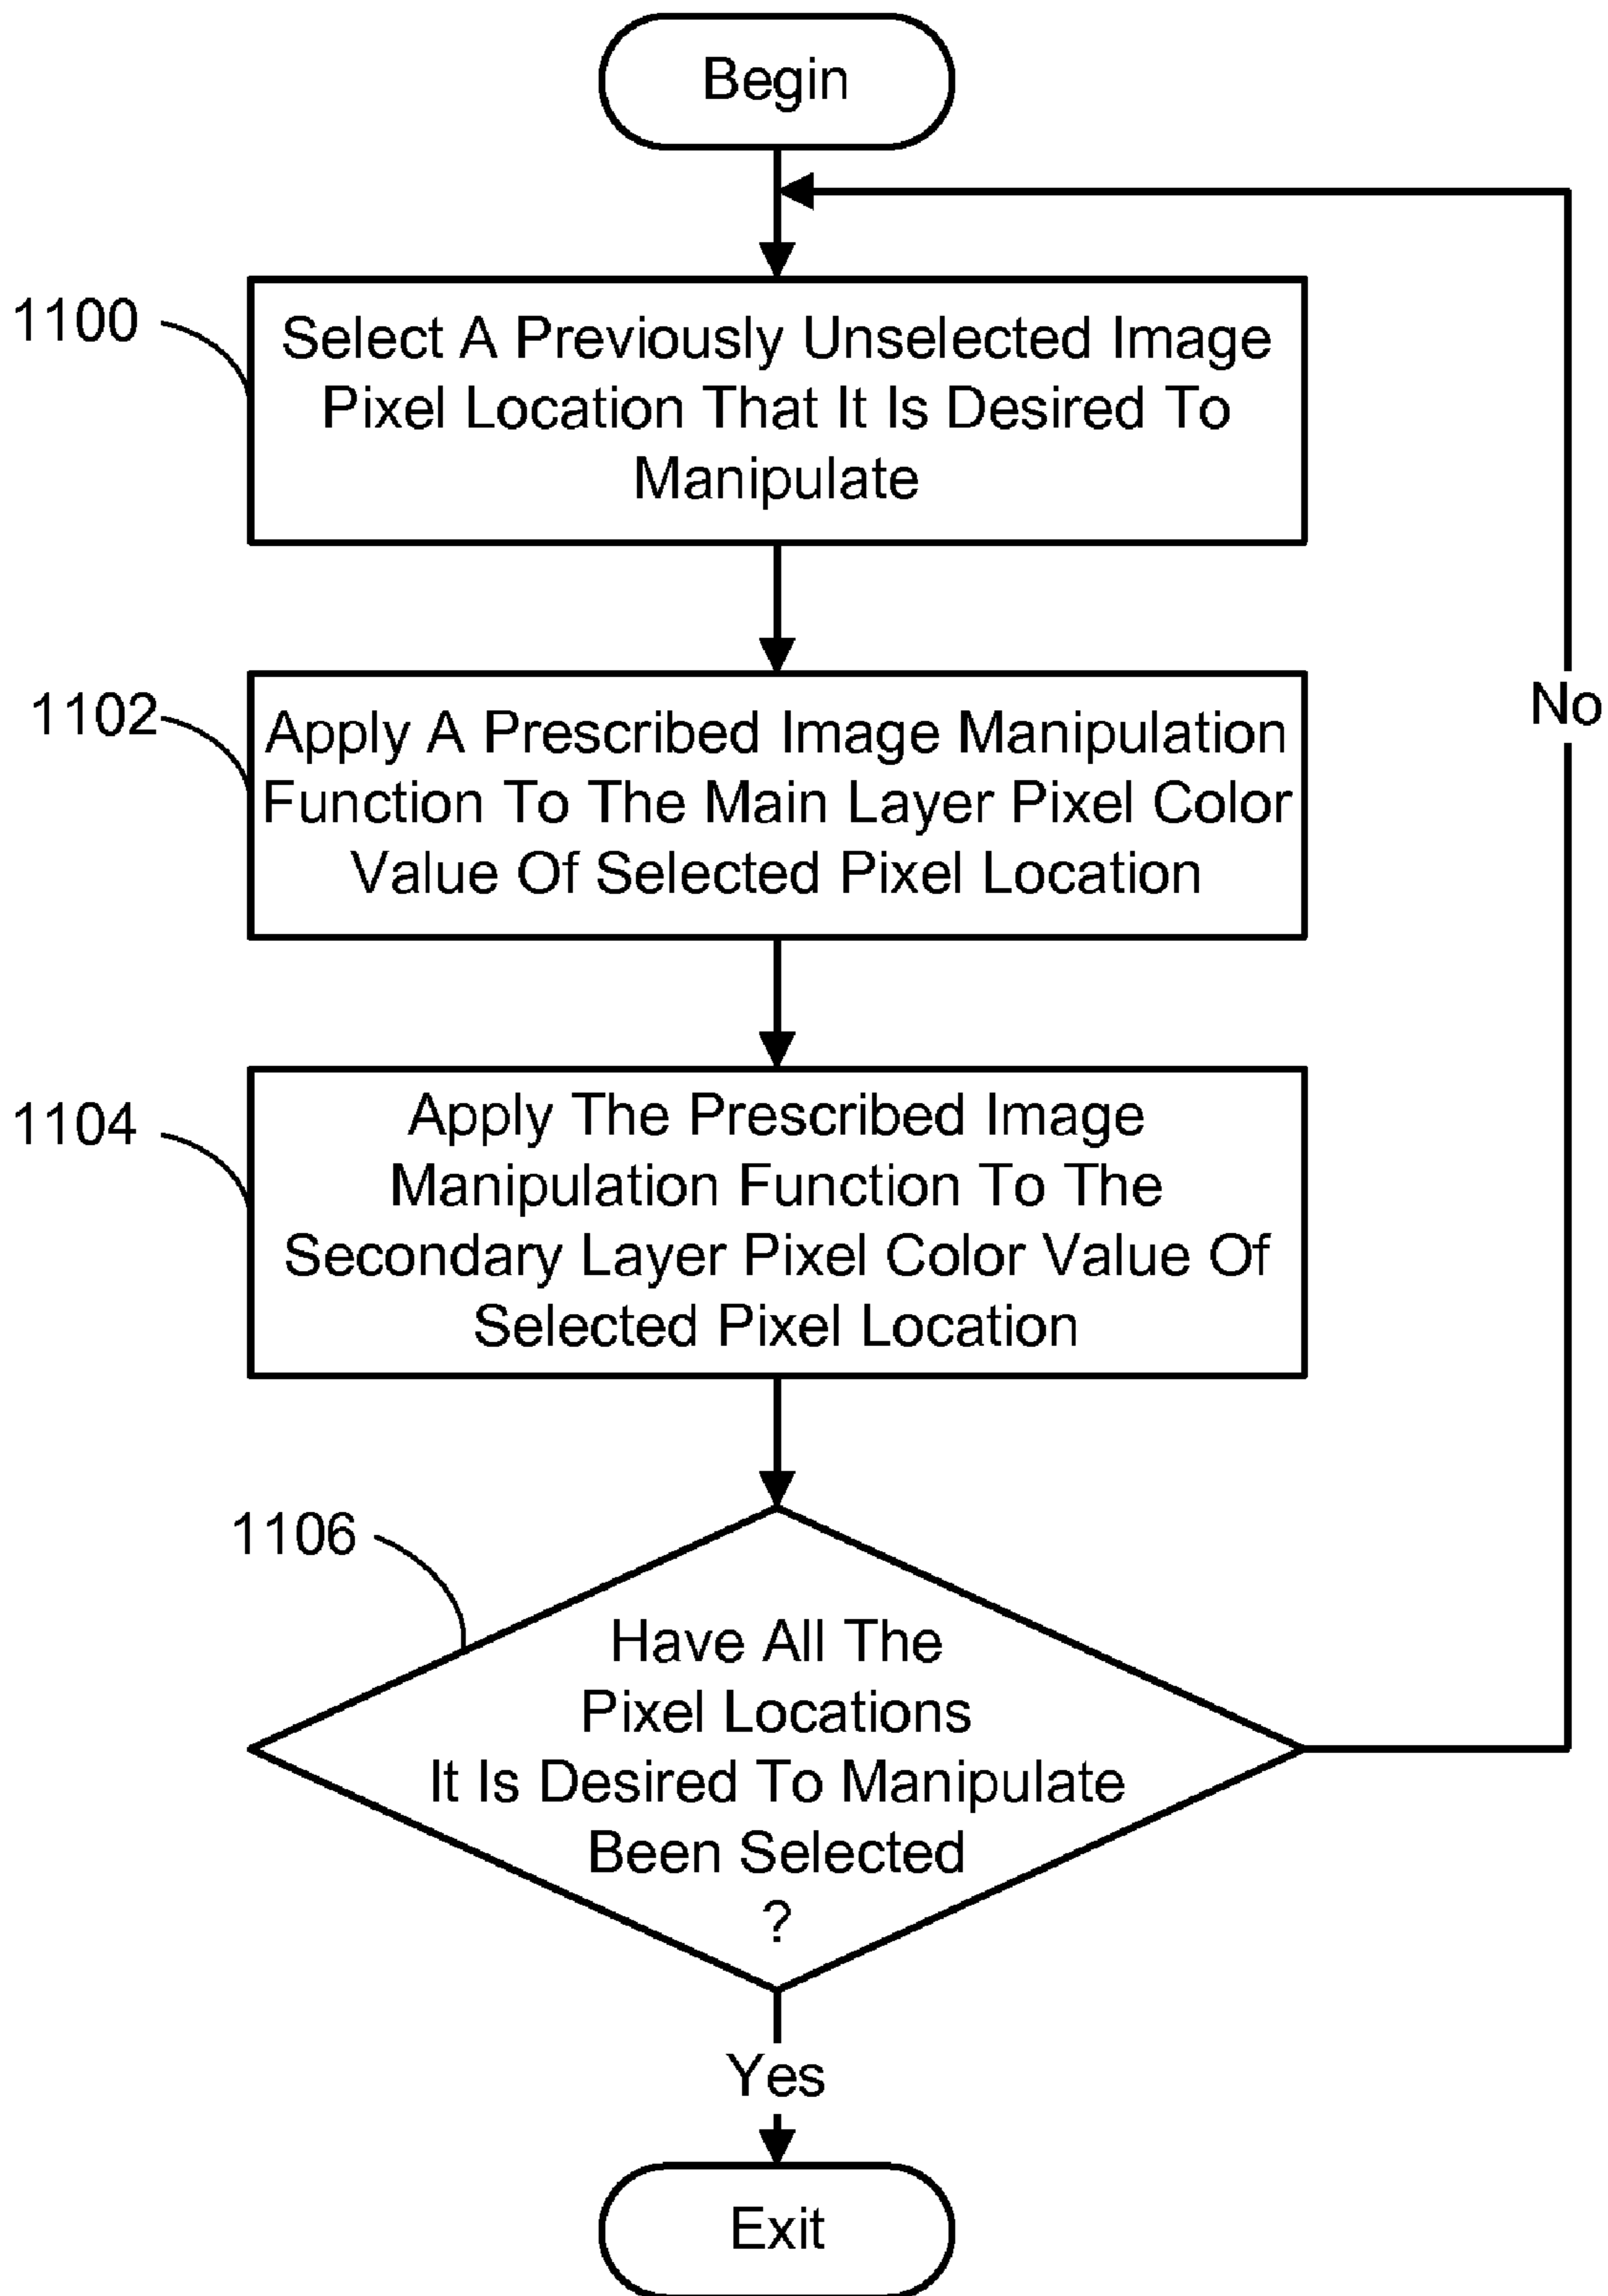 Begin
1100
Select A Previously Unselected Image
Pixel Location That It Is Desired To
Manipulate
1102
Apply A Prescribed Image Manipulation
Function To The Main Layer Pixel Color
Value Of Selected Pixel Location
No
1104
Apply The Prescribed Image
Manipulation Function To The
Secondary Layer Pixel Color Value Of
Selected Pixel Location
1106
Have All The
Pixel Locations
It Is Desired To Manipulate
Been Selected
?
Yes
Exit